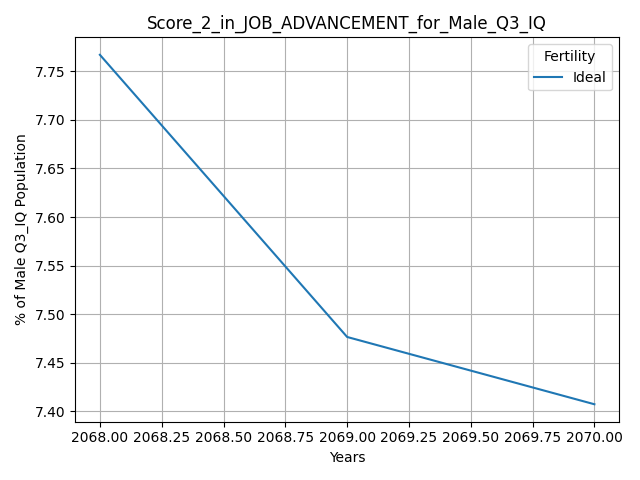 Score_2_in_JOB_ADVANCEMENT_for_Male_Q3_IQ
Fertility
Ideal
% of Male Q3_IQ Population
7.75
7.70
7.65
7.60
7.55
7.50
7.45
7.40
2068.00 2068.25 2068.50 2068.75 2069.00 2069.25 2069.50 2069.75 2070.00
Years